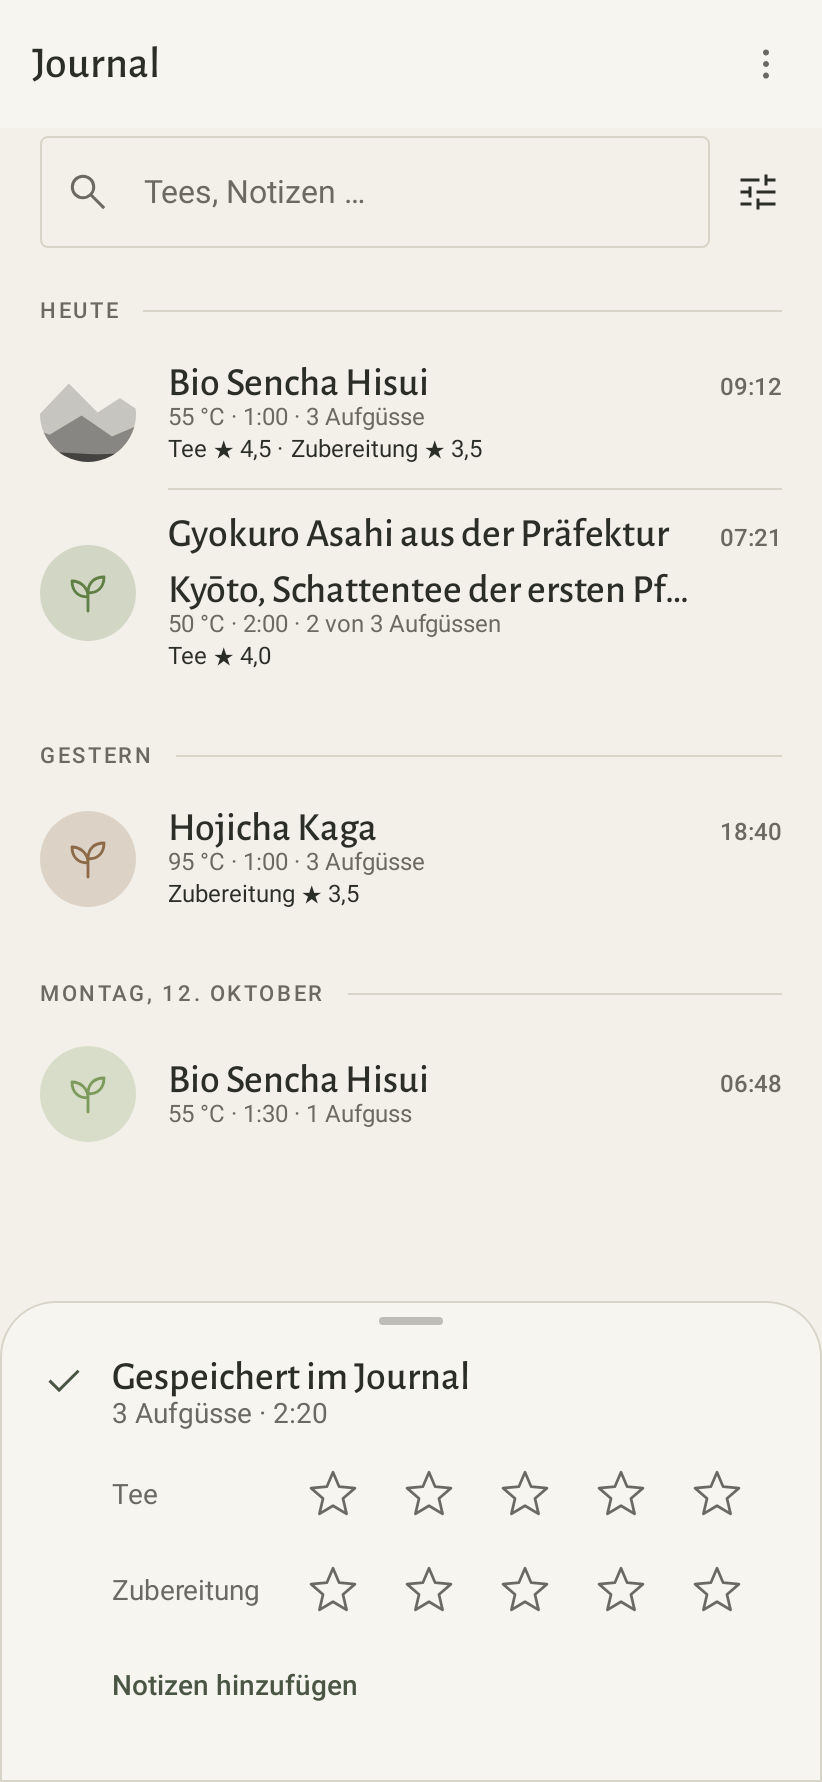 Journal
Tees, Notizen …
HEUTE
Bio Sencha Hisui
09:12
55 °C · 1:00 · 3 Aufgüsse
Tee ★ 4,5 · Zubereitung ★ 3,5
Gyokuro Asahi aus der Präfektur
07:21
Kyōto, Schattentee der ersten Pf…
50 °C · 2:00 · 2 von 3 Aufgüssen
Tee ★ 4,0
GESTERN
Hojicha Kaga
18:40
95 °C · 1:00 · 3 Aufgüsse
Zubereitung ★ 3,5
MONTAG, 12. OKTOBER
Bio Sencha Hisui
06:48
55 °C · 1:30 · 1 Aufguss
Gespeichert im Journal
3 Aufgüsse · 2:20
Tee
Zubereitung
Notizen hinzufügen